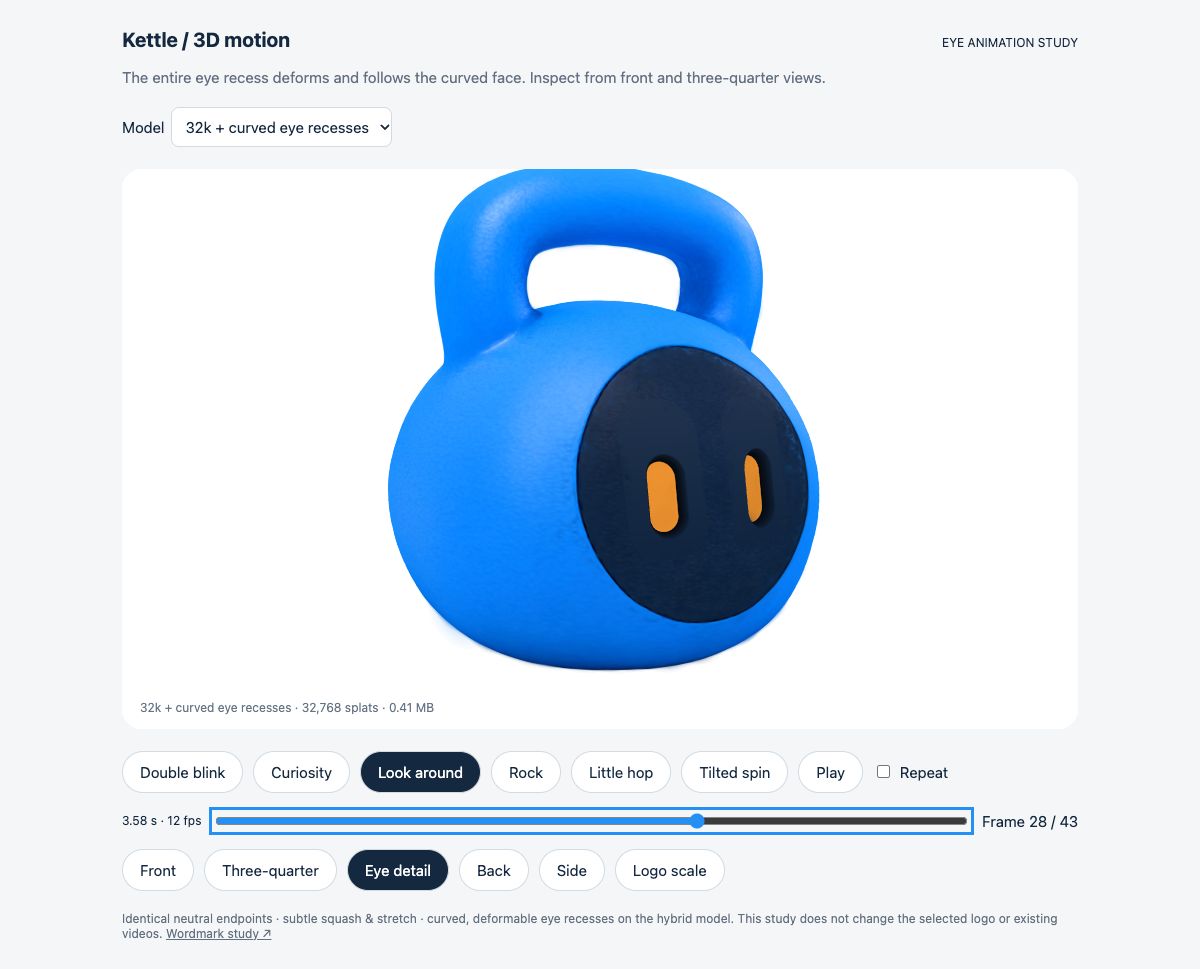 Kettle / 3D motion
EYE ANIMATION STUDY
The entire eye recess deforms and follows the curved face. Inspect from front and three-quarter views.
Model 32k + curved eye recesses
32k + curved eye recesses · 32,768 splats · 0.41 MB
Double blink Curiosity Look around Rock Little hop Tilted spin Play Repeat
3.58 s · 12 fps Frame 28 / 43
Front Three-quarter Eye detail Back Side Logo scale
Identical neutral endpoints · subtle squash & stretch · curved, deformable eye recesses on the hybrid model. This study does not change the selected logo or existing
videos. Wordmark study ↗